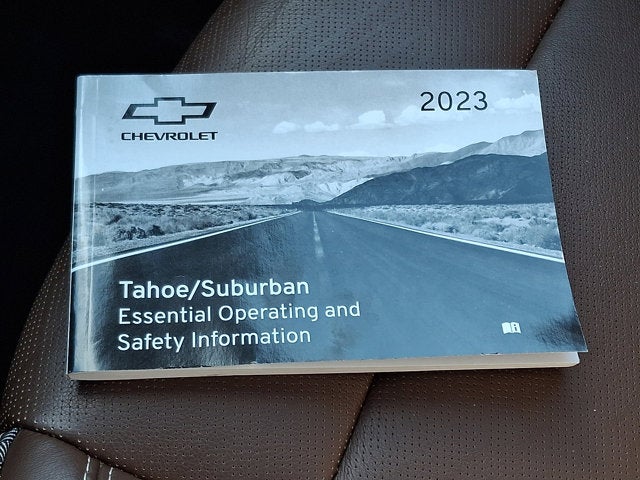 2023
CHEVROLET
Tahoe/Suburban
Essential Operating and
Safety Information